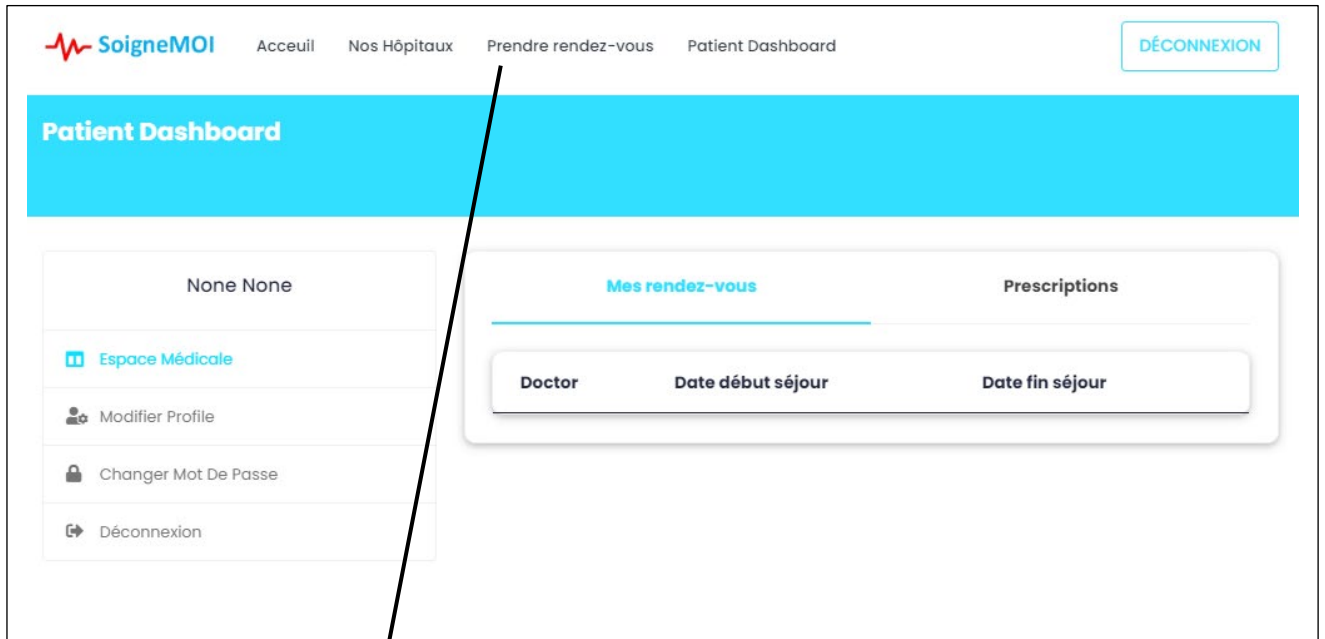 SoigneMOI Acceuil Nos Hôpitaux Prendre rendez-vous Patient Dashboard DÉCONNEXION
Patient Dashboard
None None
Espace Médicale
Modifier Profile
Changer Mot De Passe
Déconnexion
Mes rendez-vous Prescriptions
Doctor Date début séjour Date fin séjour